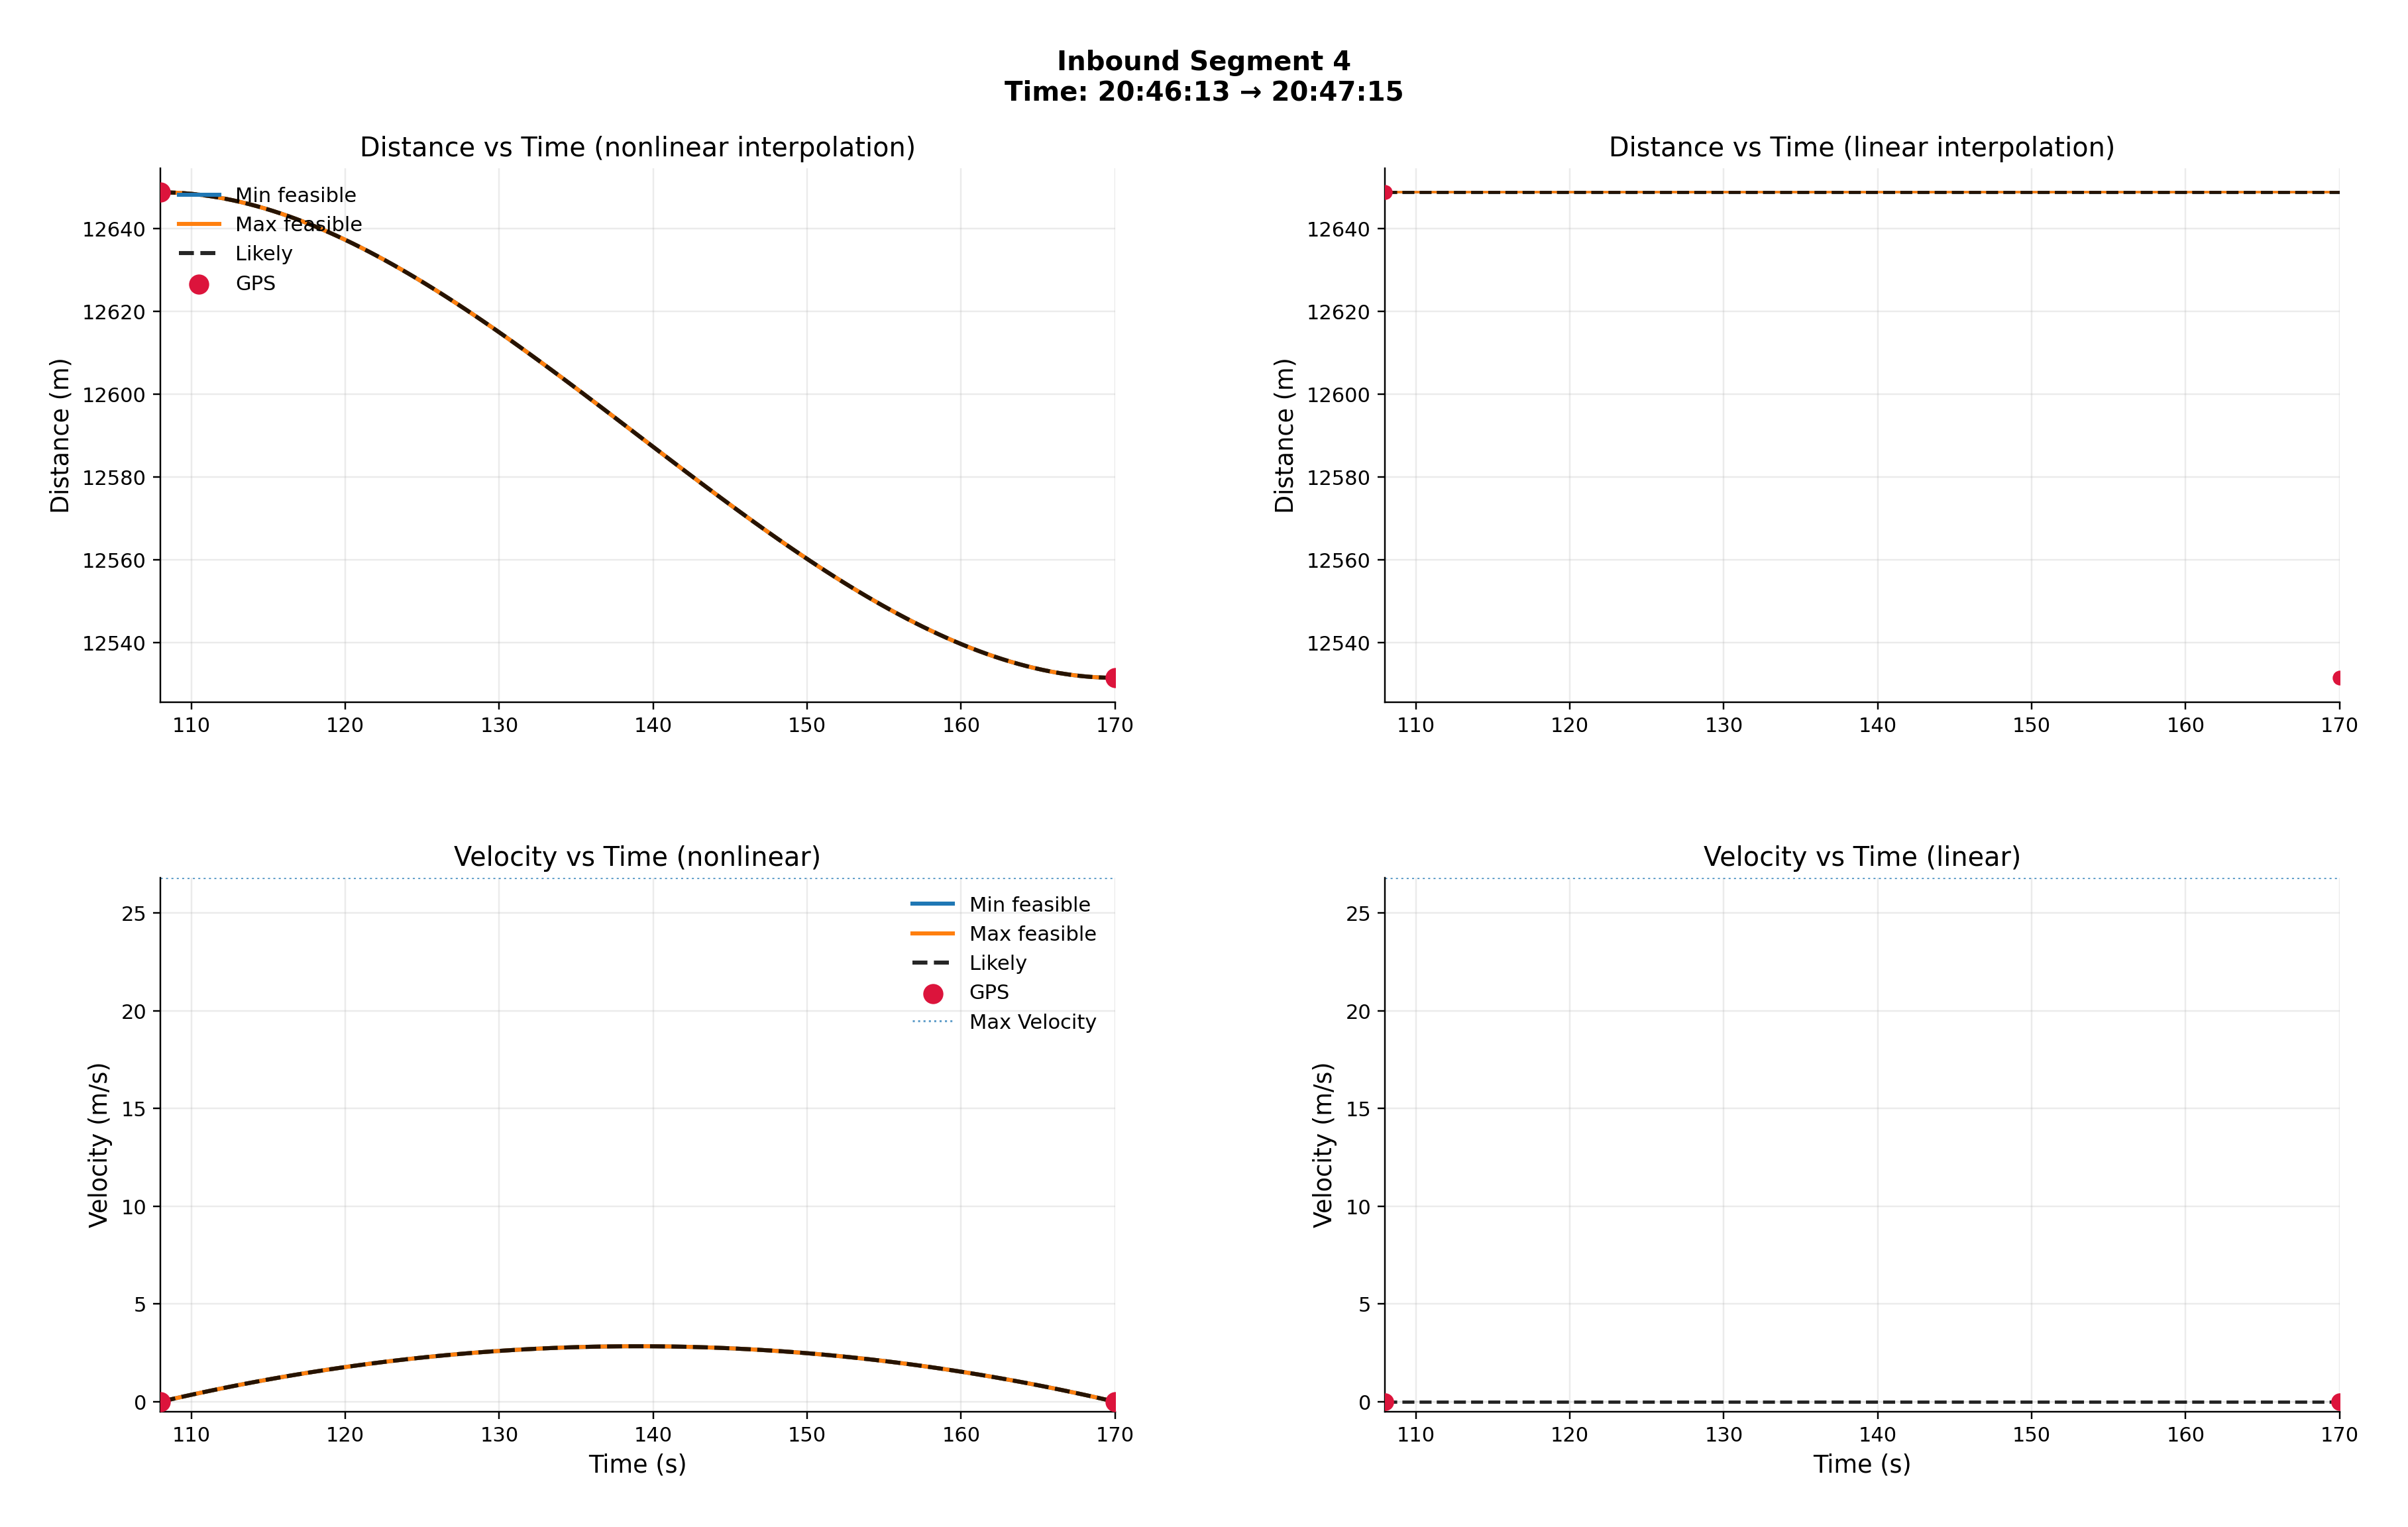 Inbound Segment 4
Time: 20:46:13 → 20:47:15
Distance vs Time (nonlinear interpolation)
Distance (m)
12640
12620
12600
12580
12560
12540
Min feasible
Max feasible
Likely
GPS
110 120 130 140 150 160 170
Distance vs Time (linear interpolation)
Distance (m)
12640
12620
12600
12580
12560
12540
110 120 130 140 150 160 170
Velocity vs Time (nonlinear)
Velocity (m/s)
25
20
15
10
5
0
Min feasible
Max feasible
Likely
GPS
Max Velocity
110 120 130 140 150 160 170
Time (s)
Velocity vs Time (linear)
Velocity (m/s)
25
20
15
10
5
0
110 120 130 140 150 160 170
Time (s)